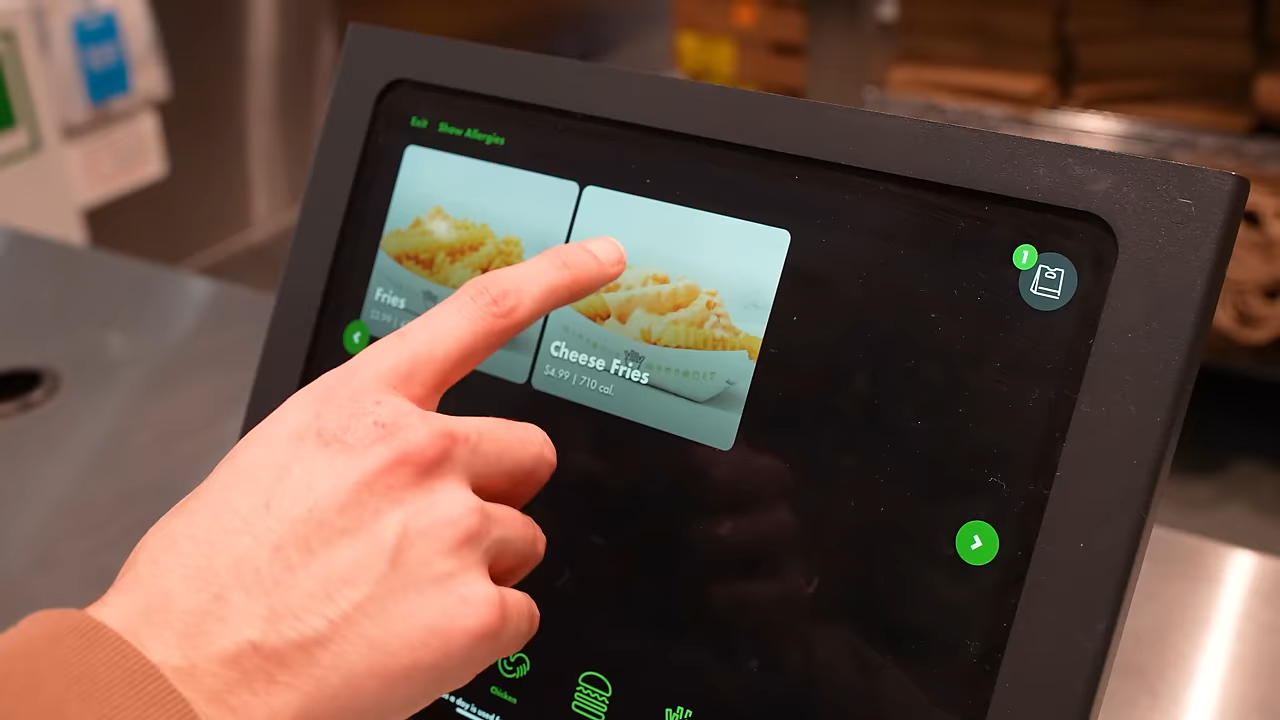 Exit Show Allergies
1
Fries
Cheese Fries
$4.99 | 710 cal.
Chicken